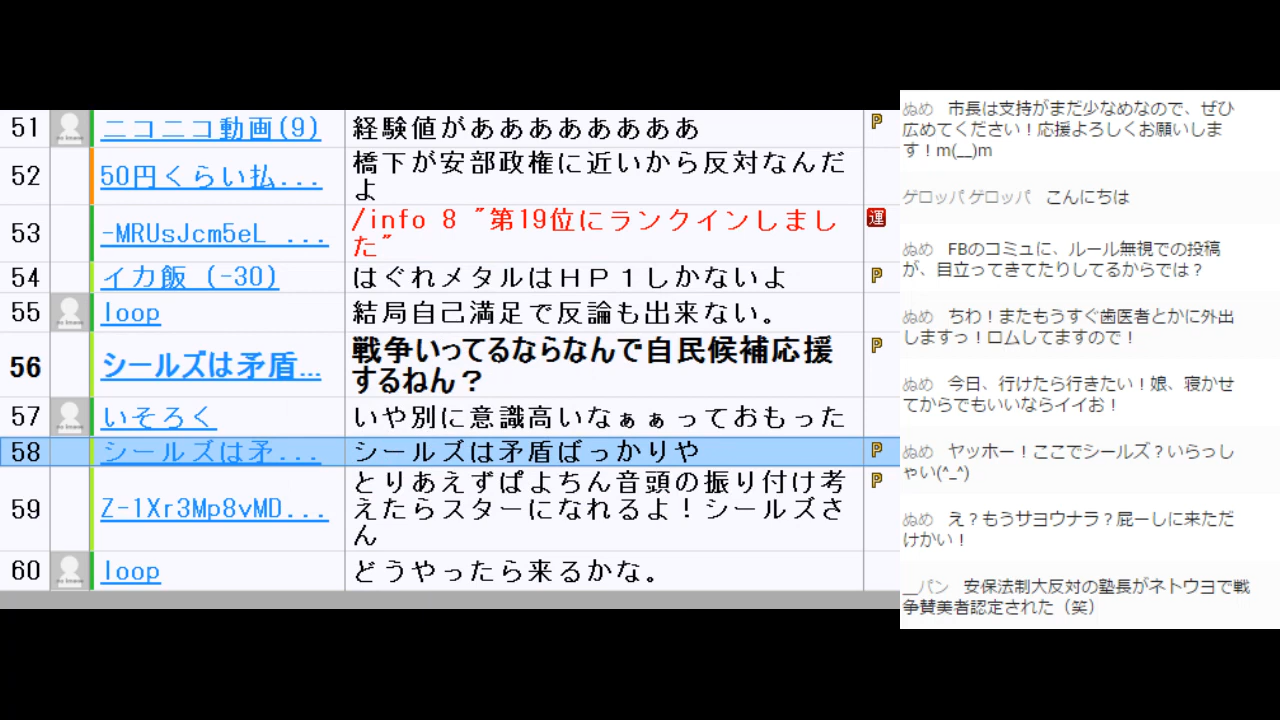 51 ニコニコ動画(9) 経験値がああああああああ P
52 50円くらい払... 橋下が安部政権に近いから反対なんだ
よ
53 -MRUsJcm5eL ... /info 8 "第19位にランクインしまし
た" 運
54 イカ飯 (-30) はぐれメタルはＨＰ１しかないよ P
55 loop 結局自己満足で反論も出来ない。
56 シールズは矛盾... 戦争いってるならなんで自民候補応援
するねん？ P
57 いそろく いや別に意識高いなぁぁっておもった
58 シールズは矛... シールズは矛盾ばっかりや P
59 Z-1Xr3Mp8vMD... とりあえずぱよちん音頭の振り付け考
えたらスターになれるよ！シールズさ
ん P
60 loop どうやったら来るかな。
ぬめ 市長は支持がまだ少なめなので、ぜひ
広めてください！応援よろしくお願いしま
す！m(__)m
ゲロッパ ゲロッパ こんにちは
ぬめ FBのコミュに、ルール無視での投稿
が、目立ってきてたりしてるからでは？
ぬめ ちわ！またもうすぐ歯医者とかに外出
しますっ！ロムしてますので！
ぬめ 今日、行けたら行きたい！娘、寝かせ
てからでもいいならイイお！
ぬめ ヤッホー！ここでシールズ？いらっし
ゃい(^_^)
ぬめ え？もうサヨウナラ？屁ーしに来ただ
けかい！
__パン 安保法制大反対の塾長がネトウヨで戦
争賛美者認定された（笑）